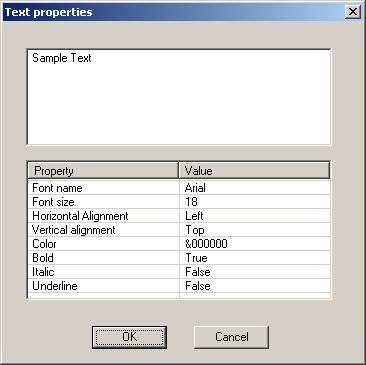 Text properties
Sample Text
Property Value
Font name Arial
Font size 18
Horizontal Alignment Left
Vertical alignment Top
Color &000000
Bold True
Italic False
Underline False
OK Cancel